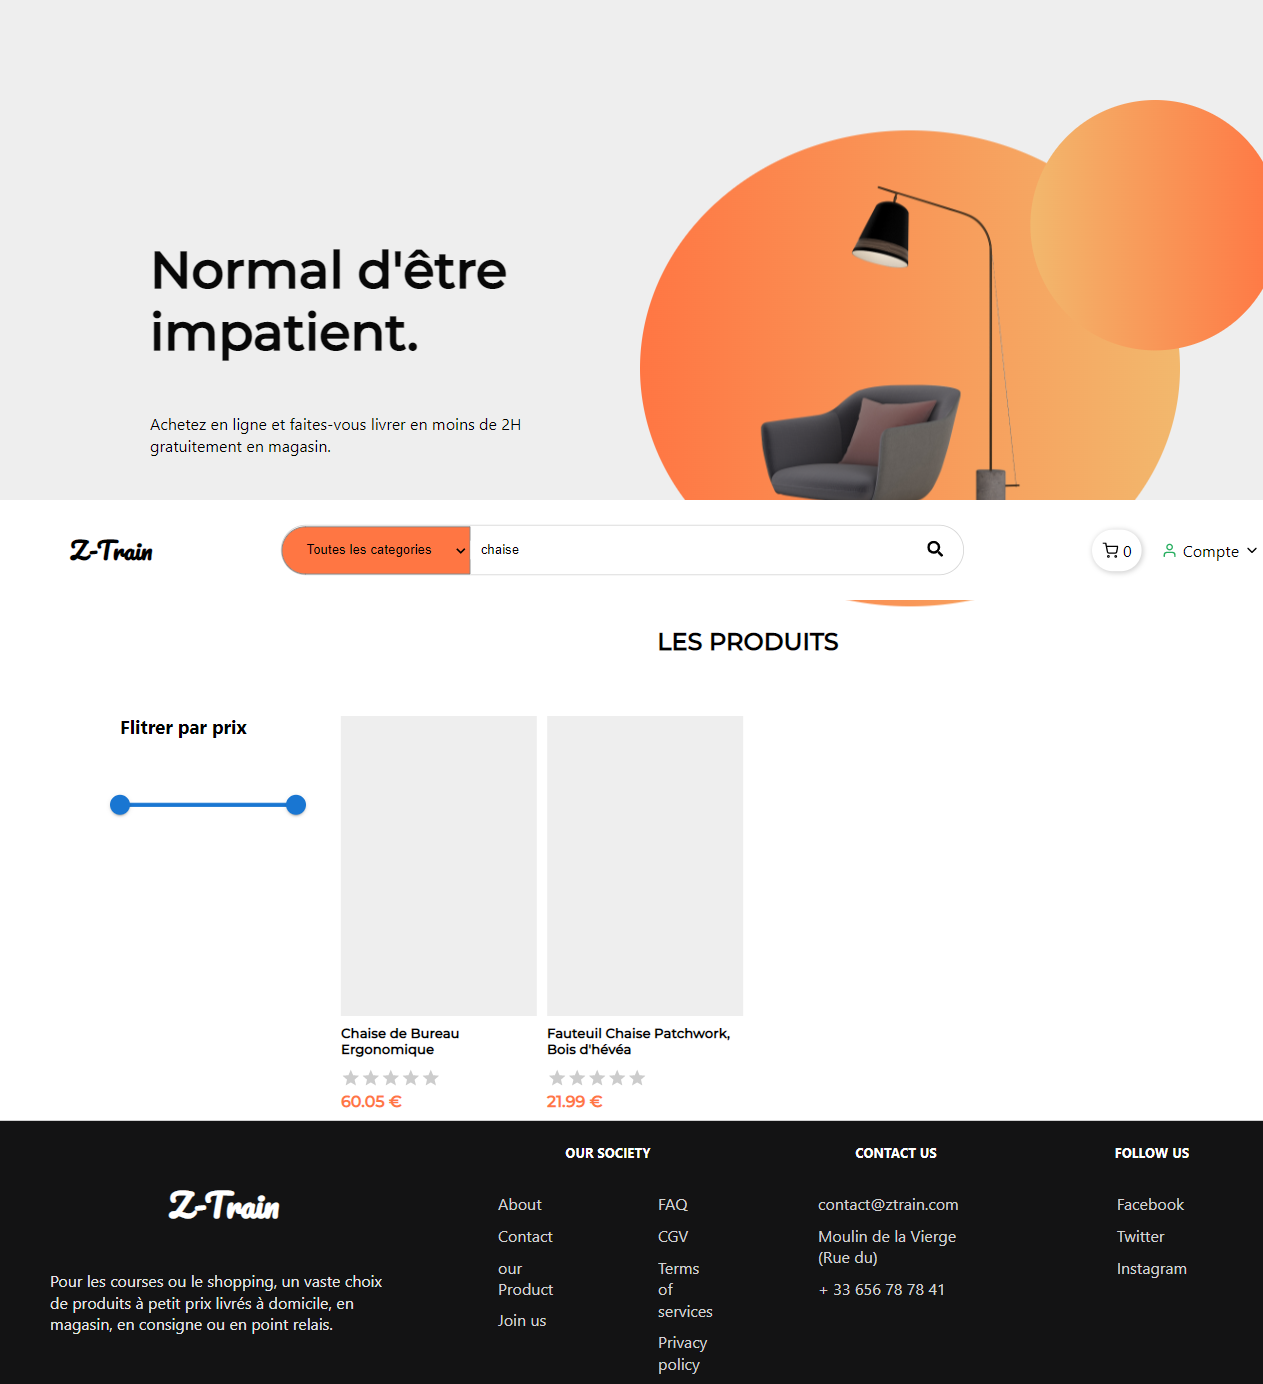 Normal d'être
impatient.
Achetez en ligne et faites-vous livrer en moins de 2H
gratuitement en magasin.
Z-Train
Toutes les categories
chaise
0
Compte
LES PRODUITS
Flitrer par prix
Chaise de Bureau
Ergonomique
60.05 €
Fauteuil Chaise Patchwork,
Bois d'hévéa
21.99 €
Z-Train
Pour les courses ou le shopping, un vaste choix
de produits à petit prix livrés à domicile, en
magasin, en consigne ou en point relais.
OUR SOCIETY
About
Contact
our
Product
Join us
FAQ
CGV
Terms
of
services
Privacy
policy
CONTACT US
contact@ztrain.com
Moulin de la Vierge
(Rue du)
+ 33 656 78 78 41
FOLLOW US
Facebook
Twitter
Instagram